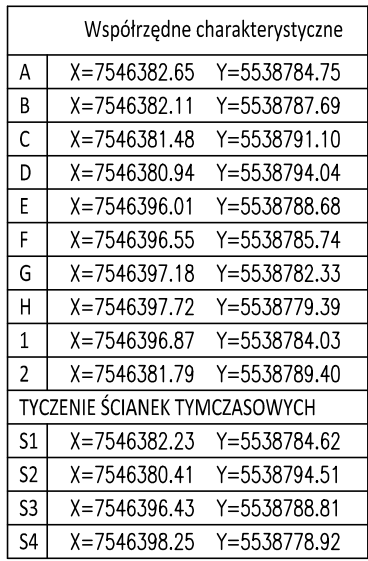 Współrzędne charakterystyczne
A X=7546382.65 Y=5538784.75
B X=7546382.11 Y=5538787.69
C X=7546381.48 Y=5538791.10
D X=7546380.94 Y=5538794.04
E X=7546396.01 Y=5538788.68
F X=7546396.55 Y=5538785.74
G X=7546397.18 Y=5538782.33
H X=7546397.72 Y=5538779.39
1 X=7546396.87 Y=5538784.03
2 X=7546381.79 Y=5538789.40
TYCZENIE ŚCIANEK TYMCZASOWYCH
S1 X=7546382.23 Y=5538784.62
S2 X=7546380.41 Y=5538794.51
S3 X=7546396.43 Y=5538788.81
S4 X=7546398.25 Y=5538778.92